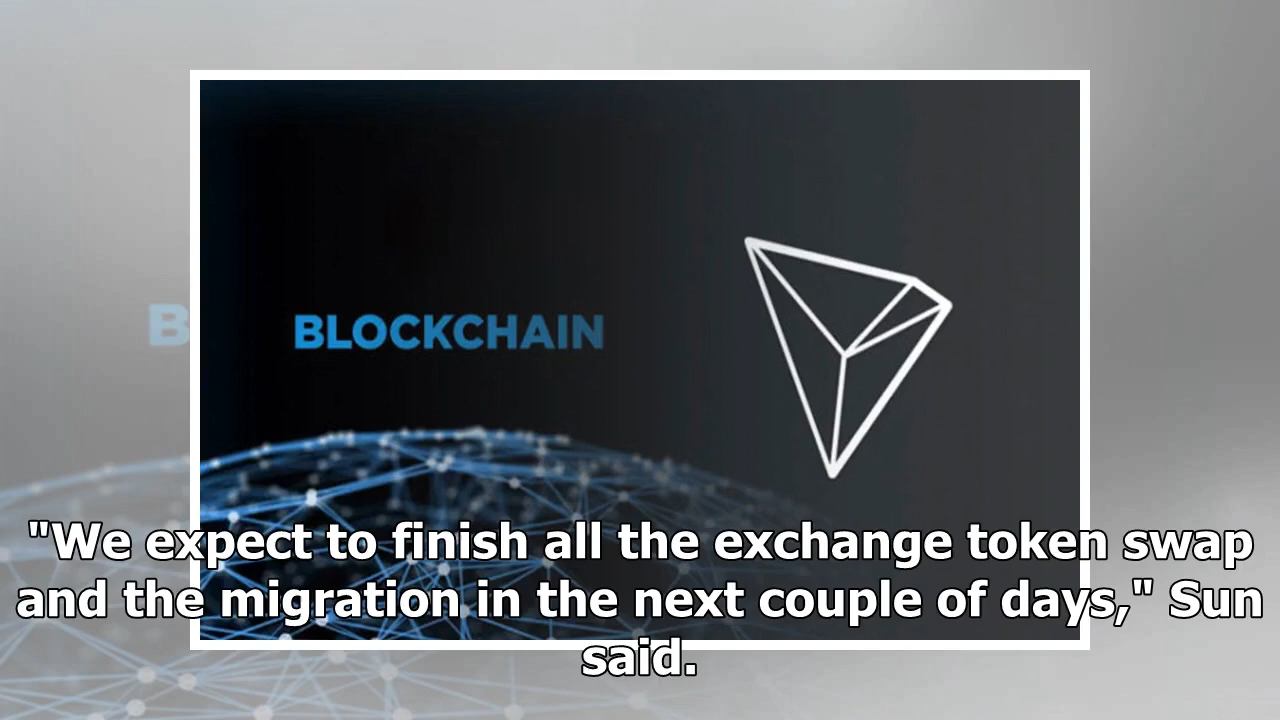 B
BLOCKCHAIN
"We expect to finish all the exchange token swap
and the migration in the next couple of days," Sun
said.